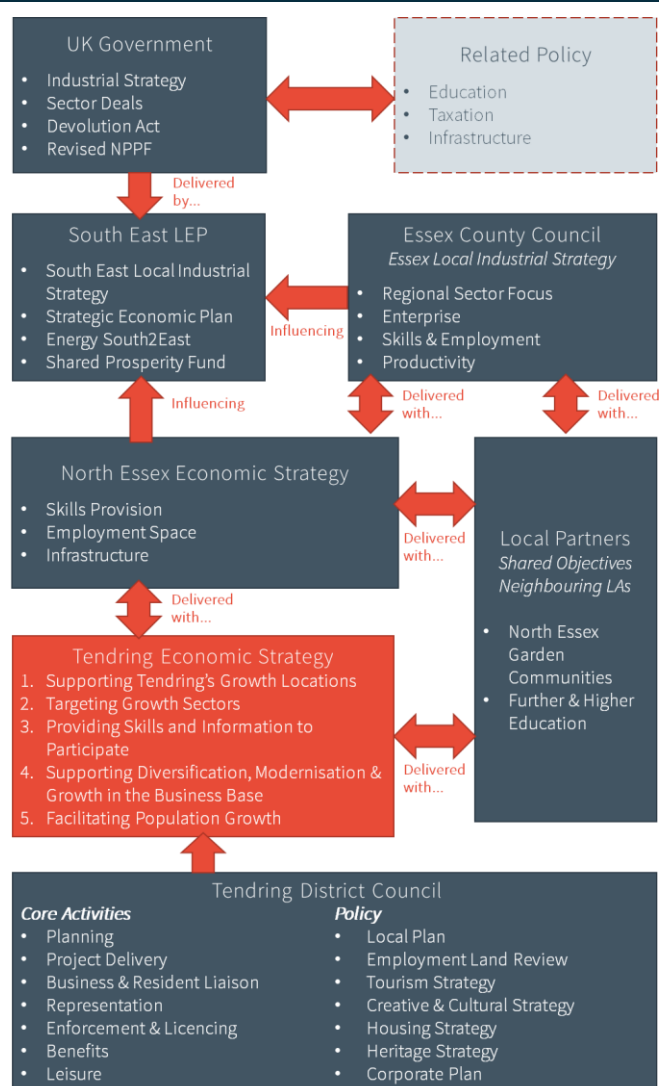 UK Government
• Industrial Strategy
• Sector Deals
• Devolution Act
• Revised NPPF
Related Policy
• Education
• Taxation
• Infrastructure
Delivered
by...
South East LEP
• South East Local Industrial
Strategy
• Strategic Economic Plan
• Energy South2East
• Shared Prosperity Fund
Influencing
Essex County Council
Essex Local Industrial Strategy
• Regional Sector Focus
• Enterprise
• Skills & Employment
• Productivity
Influencing
Delivered
with...
Delivered
with...
North Essex Economic Strategy
• Skills Provision
• Employment Space
• Infrastructure
Delivered
with...
Local Partners
Shared Objectives
Neighbouring LAs
• North Essex
Garden
Communities
• Further & Higher
Education
Delivered
with...
Tendring Economic Strategy
1. Supporting Tendring's Growth Locations
2. Targeting Growth Sectors
3. Providing Skills and Information to
Participate
4. Supporting Diversification, Modernisation &
Growth in the Business Base
5. Facilitating Population Growth
Delivered
with...
Tendring District Council
Core Activities
• Planning
• Project Delivery
• Business & Resident Liaison
• Representation
• Enforcement & Licencing
• Benefits
• Leisure
Policy
• Local Plan
• Employment Land Review
• Tourism Strategy
• Creative & Cultural Strategy
• Housing Strategy
• Heritage Strategy
• Corporate Plan